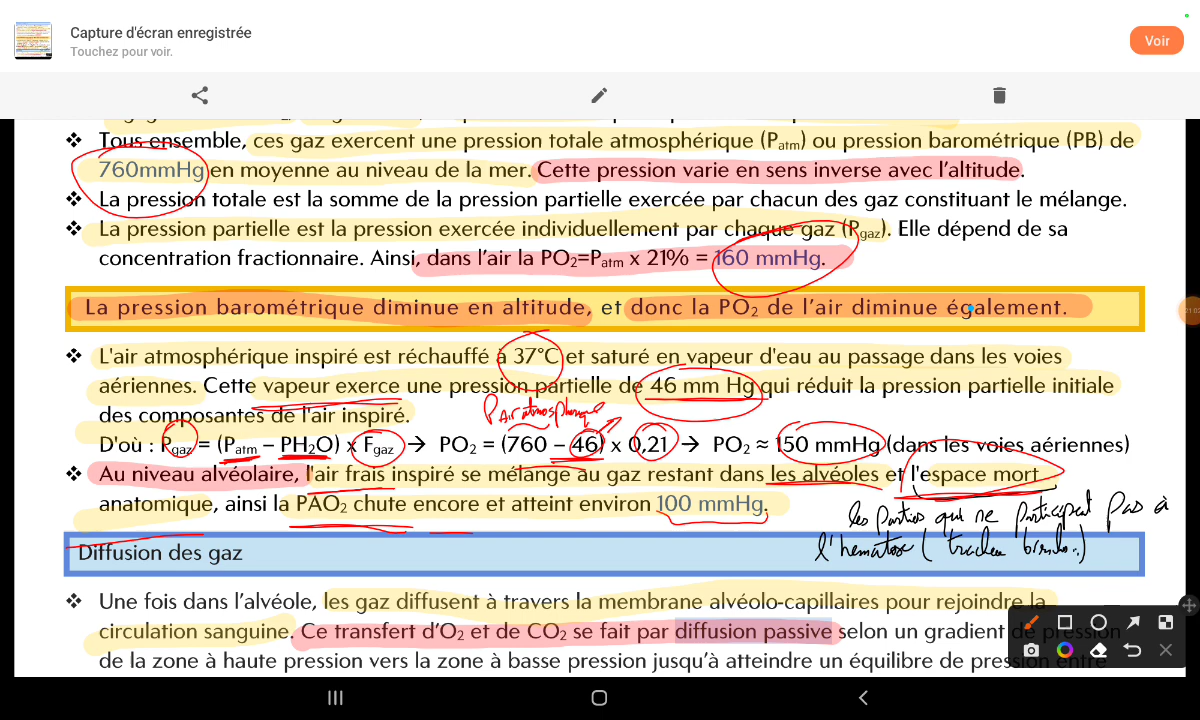 Capture d'écran enregistrée
Touchez pour voir.
Voir
❖ Tous ensemble, ces gaz exercent une pression totale atmosphérique (Patm) ou pression barométrique (PB) de
760mmHg en moyenne au niveau de la mer. Cette pression varie en sens inverse avec l'altitude.
❖ La pression totale est la somme de la pression partielle exercée par chacun des gaz constituant le mélange.
❖ La pression partielle est la pression exercée individuellement par chaque gaz (Pgaz). Elle dépend de sa
concentration fractionnaire. Ainsi, dans l'air la PO₂=Patm x 21% = 160 mmHg.
La pression barométrique diminue en altitude, et donc la PO₂ de l'air diminue également.
❖ L'air atmosphérique inspiré est réchauffé à 37°C et saturé en vapeur d'eau au passage dans les voies
aériennes. Cette vapeur exerce une pression partielle de 46 mm Hg qui réduit la pression partielle initiale
des composantes de l'air inspiré.
P Air atmosphérique
D'où : Pgaz = (Patm – PH₂O) x Fgaz → PO₂ = (760 – 46) x 0,21 → PO₂ ≈ 150 mmHg (dans les voies aériennes)
❖ Au niveau alvéolaire, l'air frais inspiré se mélange au gaz restant dans les alvéoles et l'espace mort
anatomique, ainsi la PAO₂ chute encore et atteint environ 100 mmHg.
les parties qui ne participent pas à
l'hématose (
Diffusion des gaz
❖ Une fois dans l'alvéole, les gaz diffusent à travers la membrane alvéolo-capillaires pour rejoindre la
circulation sanguine. Ce transfert d'O₂ et de CO₂ se fait par diffusion passive selon un gradient de pression
de la zone à haute pression vers la zone à basse pression jusqu'à atteindre un équilibre de pression entre